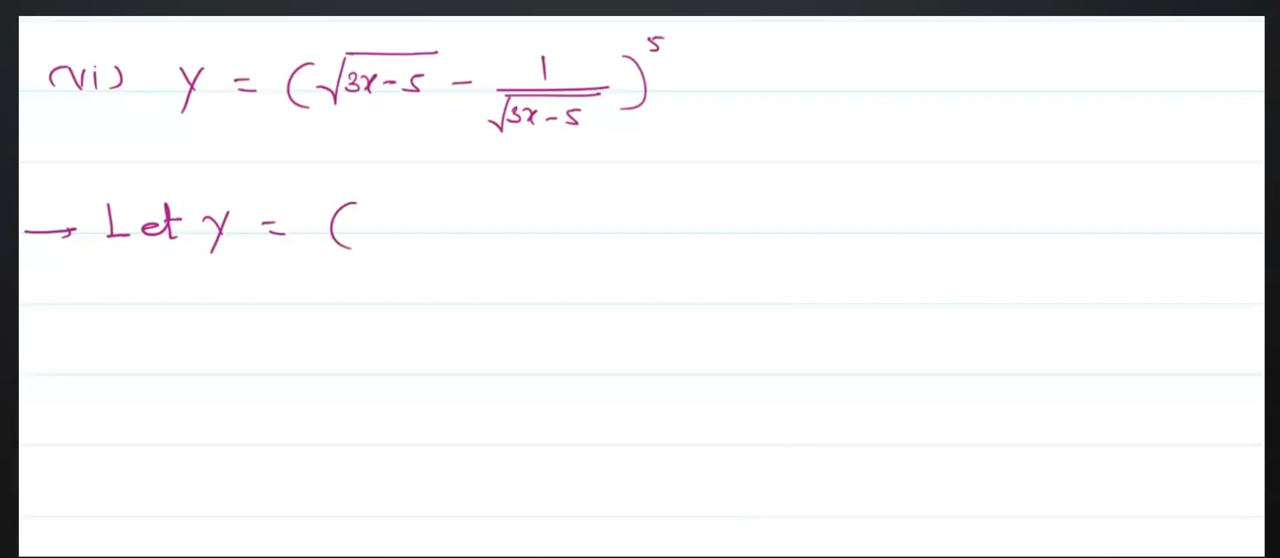 (vi) y = (√(3x-5) - 1/√(3x-5))⁵
→ Let y = (